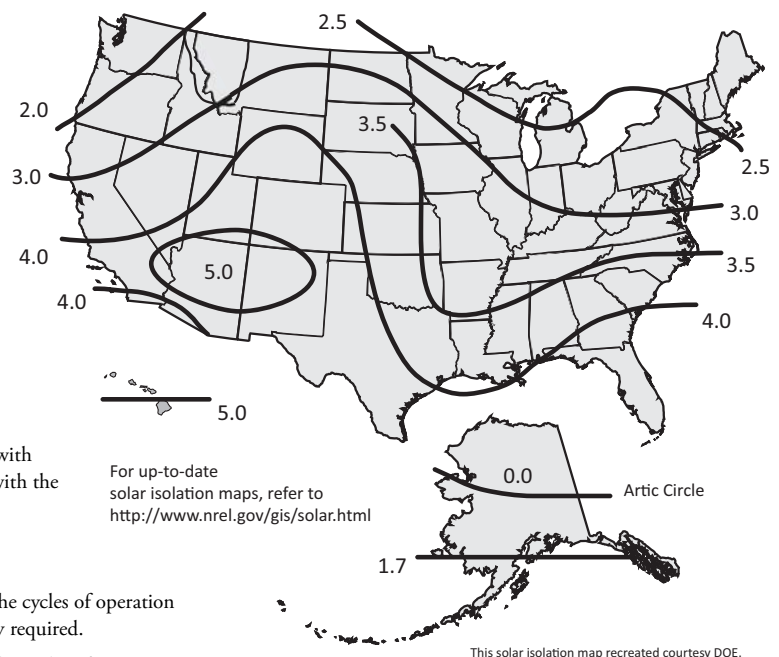 2.5
2.0
3.5
3.0
2.5
3.0
4.0
5.0
3.5
4.0
4.0
5.0
with
with the
For up-to-date
solar isolation maps, refer to
http://www.nrel.gov/gis/solar.html
0.0
Artic Circle
1.7
he cycles of operation
y required.
This solar isolation map recreated courtesy DOE.